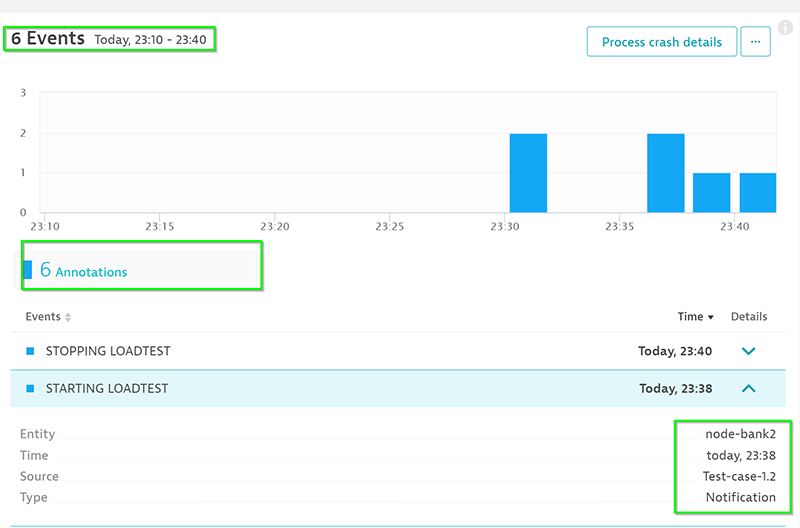 6 Events Today, 23:10 - 23:40
Process crash details ...
3
2
1
0
23:10 23:15 23:20 23:25 23:30 23:35 23:40
6 Annotations
Events Time Details
STOPPING LOADTEST Today, 23:40
STARTING LOADTEST Today, 23:38
Entity node-bank2
Time today, 23:38
Source Test-case-1.2
Type Notification